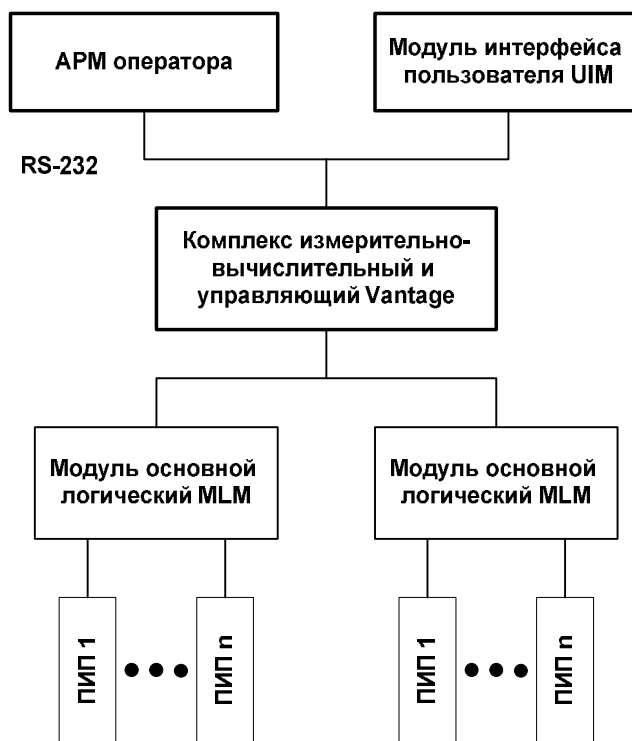 АРМ оператора
Модуль интерфейса
пользователя UIM
RS-232
Комплекс измерительно-
вычислительный и
управляющий Vantage
Модуль основной
логический MLM
Модуль основной
логический MLM
ПИП 1
ПИП n
ПИП 1
ПИП n